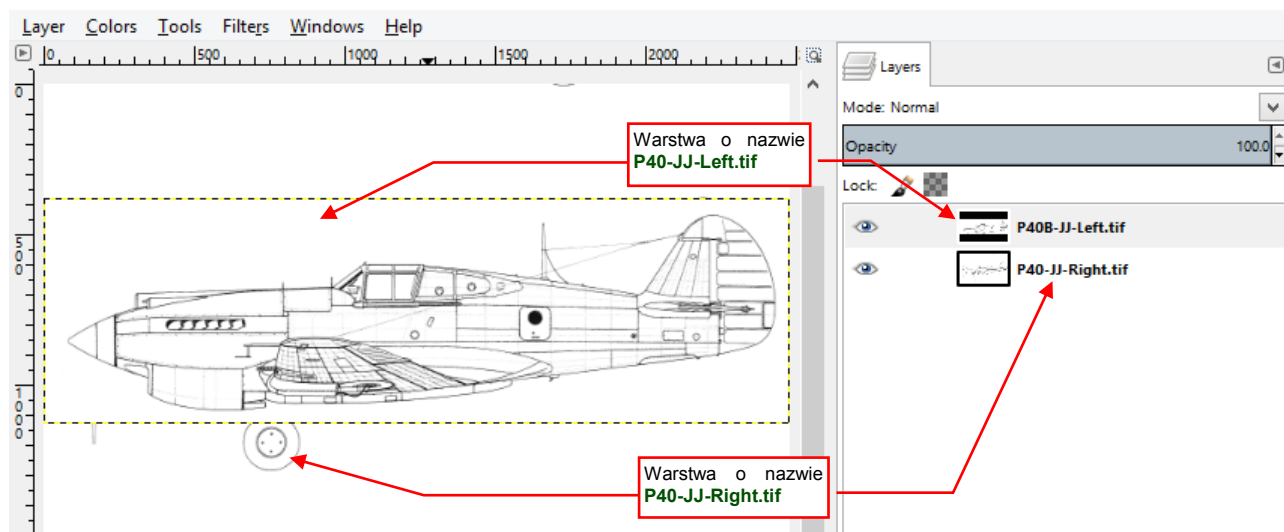 Layer Colors Tools Filters Windows Help
0 500 1000 1500 2000
Layers
0
Mode: Normal
Warstwa o nazwie
P40-JJ-Left.tif
Opacity 100.0
Lock:
P40B-JJ-Left.tif
500
P40-JJ-Right.tif
1000
Warstwa o nazwie
P40-JJ-Right.tif